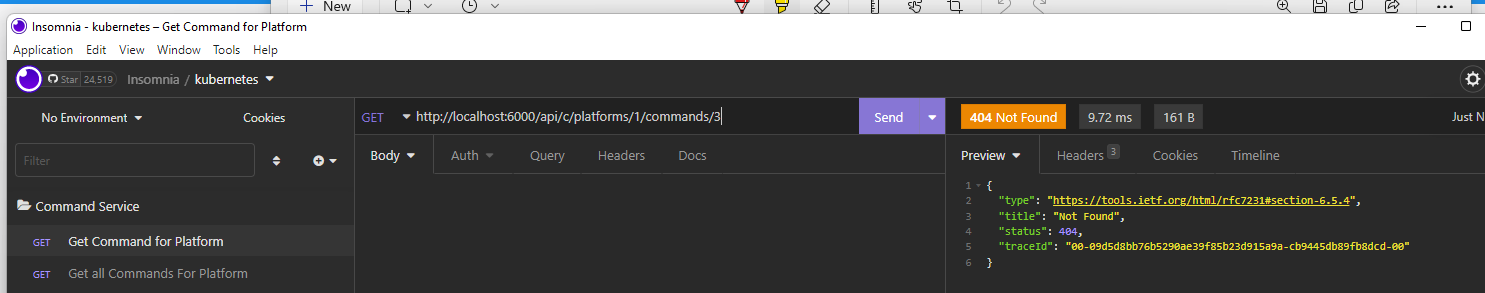 New
Insomnia - kubernetes – Get Command for Platform
Application Edit View Window Tools Help
Star 24,519 Insomnia / kubernetes
No Environment Cookies
GET http://localhost:6000/api/c/platforms/1/commands/3 Send
404 Not Found 9.72 ms 161 B Just N
Filter
Body Auth Query Headers Docs
Preview Headers 3 Cookies Timeline
Command Service
GET Get Command for Platform
GET Get all Commands For Platform
1 {
2 "type": "https://tools.ietf.org/html/rfc7231#section-6.5.4",
3 "title": "Not Found",
4 "status": 404,
5 "traceId": "00-09d5d8bb76b5290ae39f85b23d915a9a-cb9445db89fb8dcd-00"
6 }